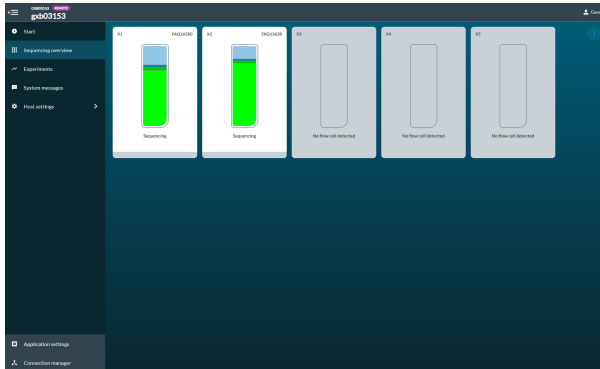 GXB03153 REMOTE
gxb03153
Start
Sequencing overview
Experiments
System messages
Host settings
Application settings
Connection manager
X1 FAQ16580
Sequencing
X2 FAQ15638
Sequencing
X3
No flow cell detected
X4
No flow cell detected
X5
No flow cell detected